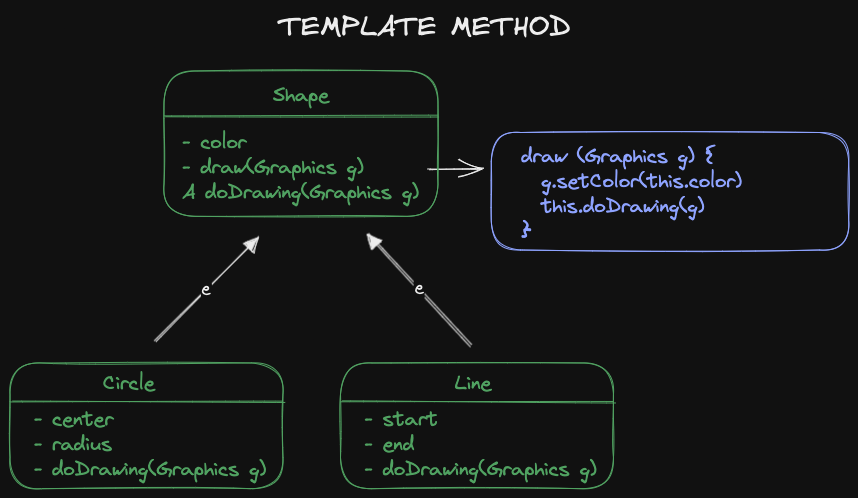 TEMPLATE METHOD
Shape
- color
- draw(Graphics g)
A doDrawing(Graphics g)
draw (Graphics g) {
g.setColor(this.color)
this.doDrawing(g)
}
e
e
Circle
- center
- radius
- doDrawing(Graphics g)
Line
- start
- end
- doDrawing(Graphics g)